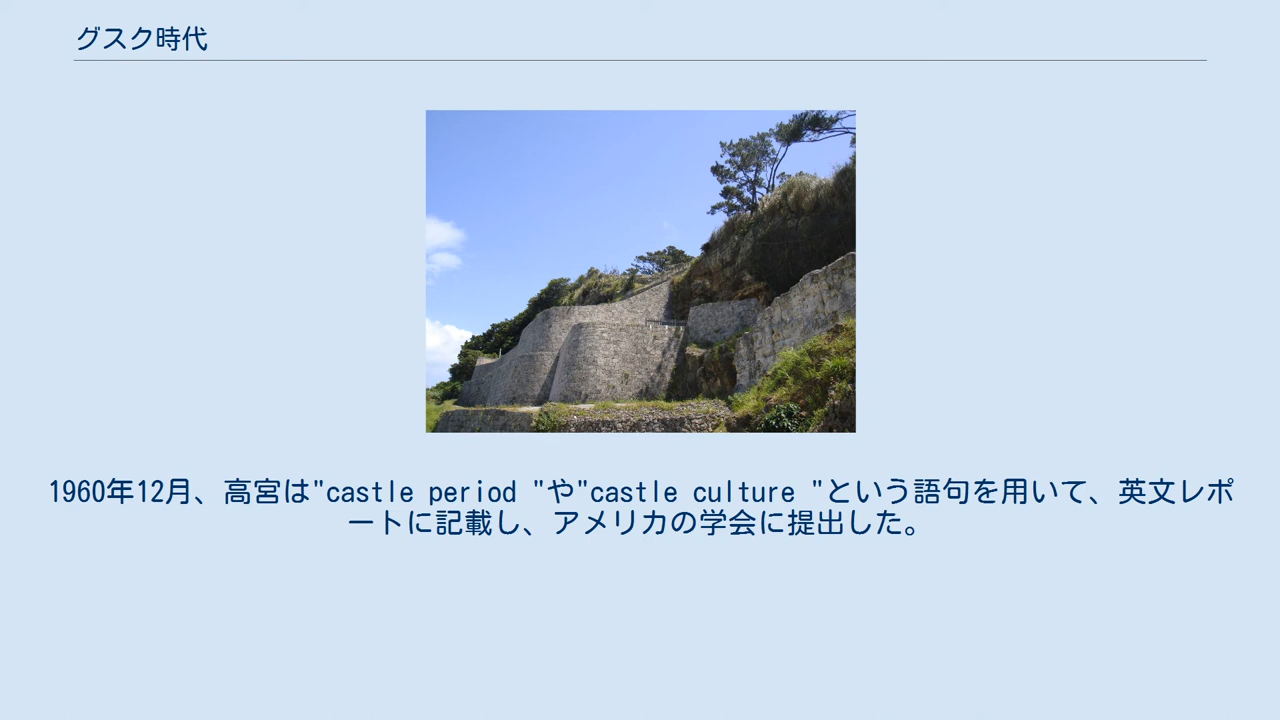 グスク時代
1960年12月、高宮は"castle period "や"castle culture "という語句を用いて、英文レポ
ートに記載し、アメリカの学会に提出した。